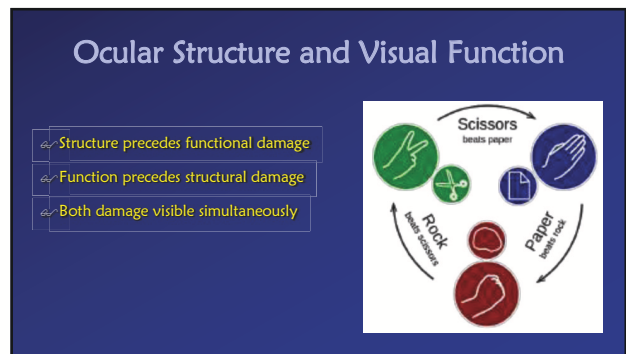 Ocular Structure and Visual Function
Structure precedes functional damage
Function precedes structural damage
Both damage visible simultaneously
Scissors
beats paper
Paper
beats rock
Rock
beats scissors